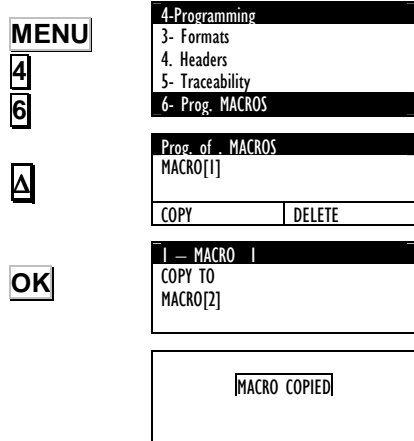 MENU
4
6
4-Programming
3- Formats
4. Headers
5- Traceability
6- Prog. MACROS
Δ
Prog. of . MACROS
MACRO[1]
COPY DELETE
OK
1 – MACRO 1
COPY TO
MACRO[2]
MACRO COPIED